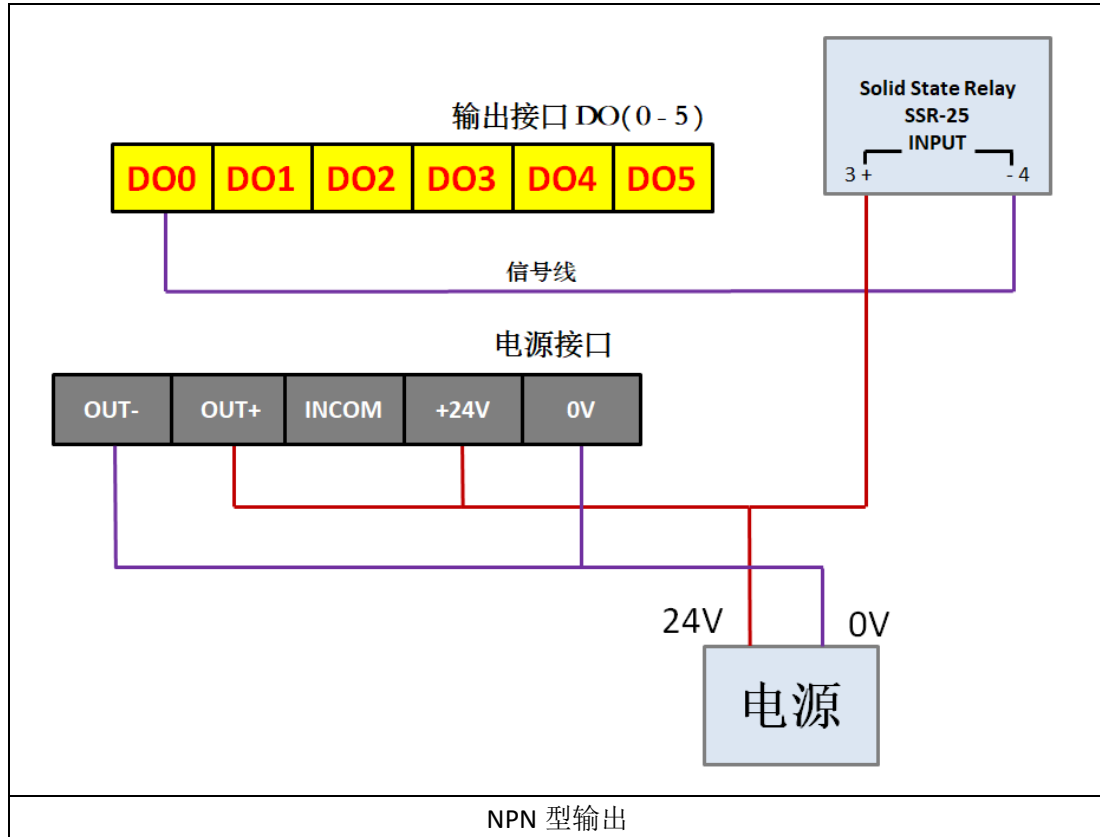 Solid State Relay
SSR-25
INPUT
3 + - 4
输出接口 DO(0-5)
DO0 DO1 DO2 DO3 DO4 DO5
信号线
电源接口
OUT- OUT+ INCOM +24V 0V
24V 0V
电源
NPN 型输出